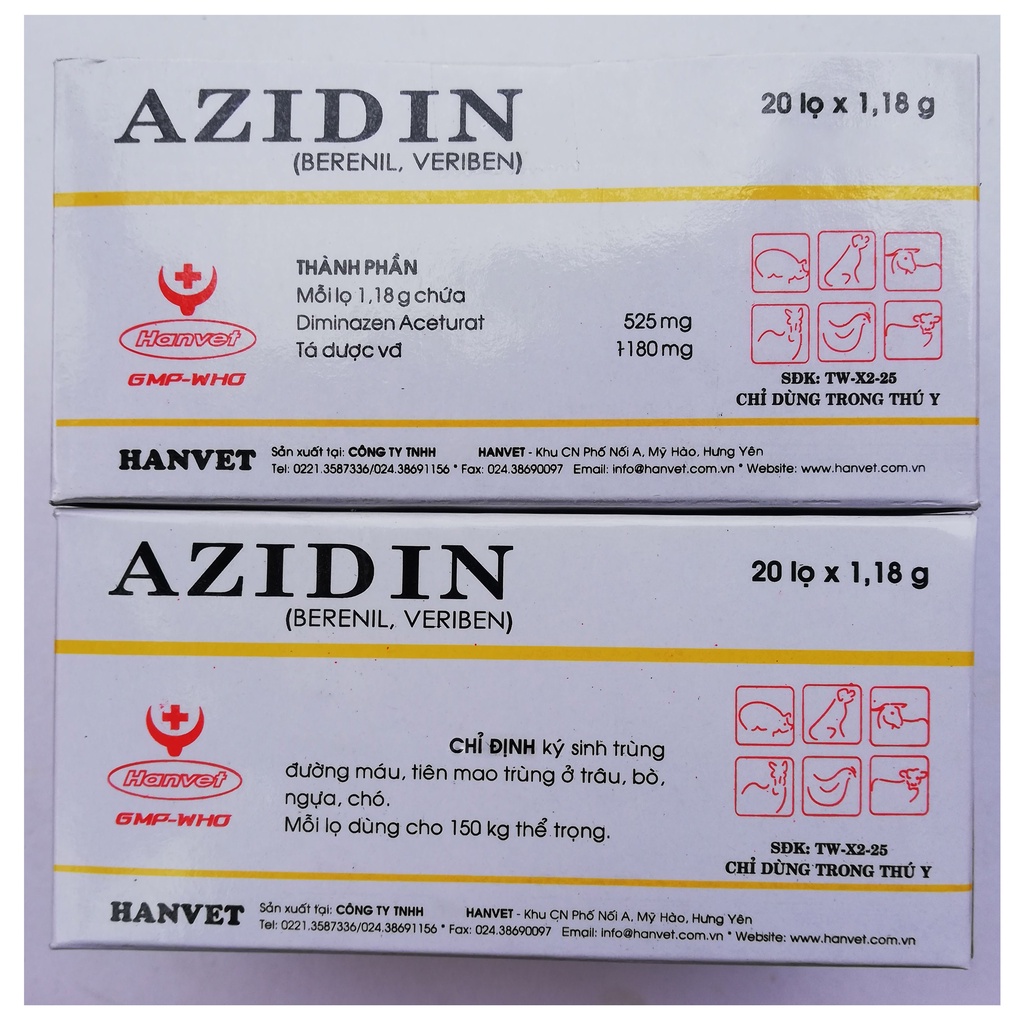 AZIDIN
20 lọ x 1,18 g
(BERENIL, VERIBEN)
THÀNH PHẦN
Mỗi lọ 1,18 g chứa
Diminazen Aceturat 525 mg
Tá dược vđ 1180 mg
Hanvet
GMP-WHO
SĐK: TW-X2-25
CHỈ DÙNG TRONG THÚ Y
HANVET
Sản xuất tại: CÔNG TY TNHH HANVET - Khu CN Phố Nối A, Mỹ Hào, Hưng Yên
Tel: 0221.3587336/024.38691156 * Fax: 024.38690097 Email: info@hanvet.com.vn * Website: www.hanvet.com.vn
AZIDIN
20 lọ x 1,18 g
(BERENIL, VERIBEN)
CHỈ ĐỊNH ký sinh trùng
đường máu, tiên mao trùng ở trâu, bò,
ngựa, chó.
Mỗi lọ dùng cho 150 kg thể trọng.
Hanvet
GMP-WHO
SĐK: TW-X2-25
CHỈ DÙNG TRONG THÚ Y
HANVET
Sản xuất tại: CÔNG TY TNHH HANVET - Khu CN Phố Nối A, Mỹ Hào, Hưng Yên
Tel: 0221.3587336/024.38691156 * Fax: 024.38690097 Email: info@hanvet.com.vn * Website: www.hanvet.com.vn